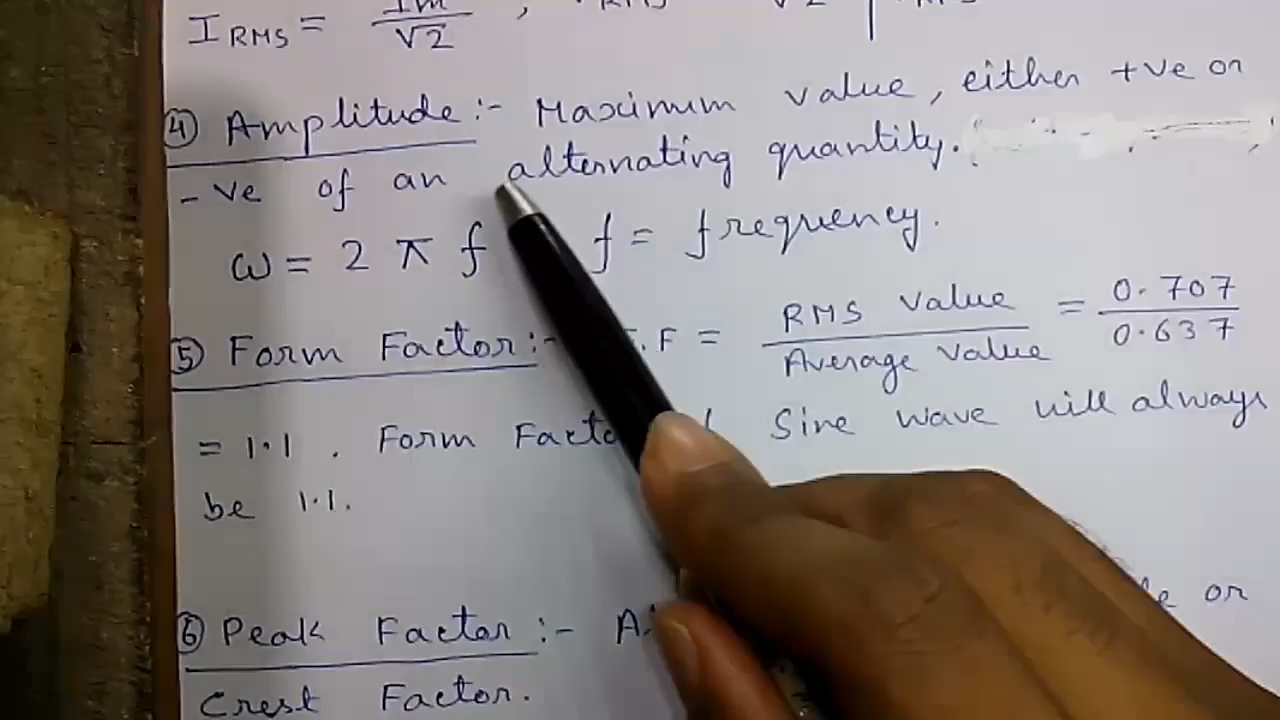 I RMS = Im/√2 ,
④ Amplitude :- Maximum value, either +ve or
-ve of an alternating quantity.
ω = 2 π f f = frequency.
⑤ Form Factor :- .F = RMS Value / Average Value = 0.707 / 0.637
= 1.1 . Form Facto Sine wave will always
be 1.1.
⑥ Peak Factor :- or
Crest Factor.